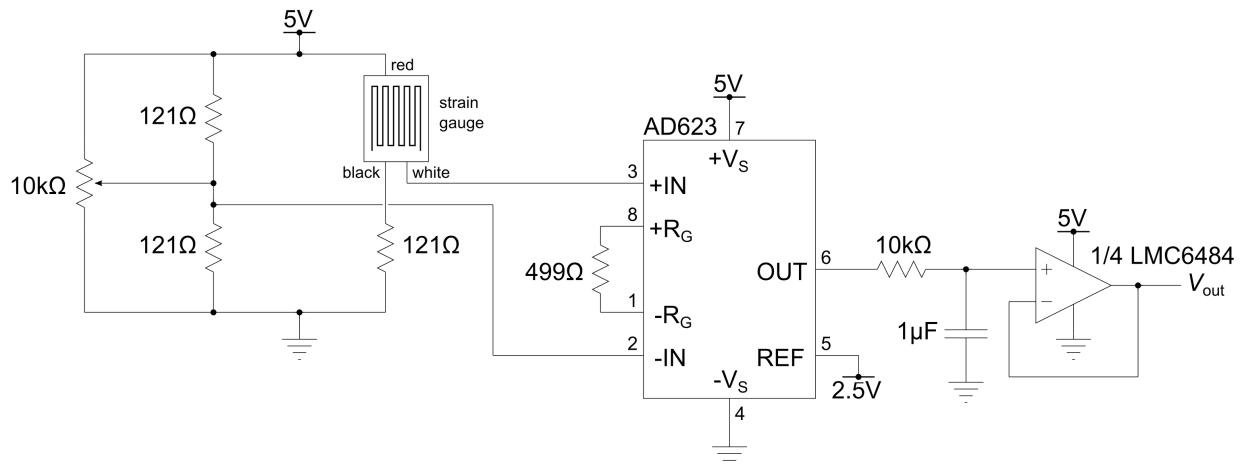 5V
red
121Ω
strain
gauge
10kΩ
black
white
121Ω
121Ω
AD623
5V
7
+VS
3
+IN
8
+RG
499Ω
1
-RG
2
-IN
OUT
6
REF
5
2.5V
-VS
4
10kΩ
1µF
5V
1/4 LMC6484
+
−
Vout